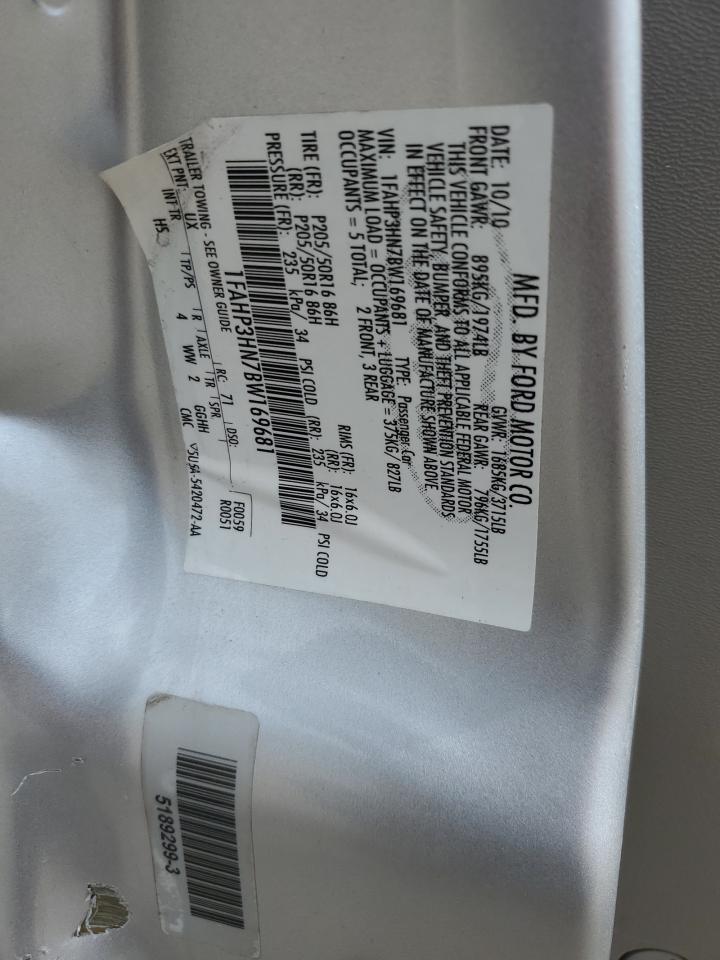 MFD. BY FORD MOTOR CO.
DATE: 10/10 GVWR: 1685KG/3715LB
FRONT GAWR: 895KG/1974LB REAR GAWR: 796KG/1755LB
THIS VEHICLE CONFORMS TO ALL APPLICABLE FEDERAL MOTOR
VEHICLE SAFETY, BUMPER, AND THEFT PREVENTION STANDARDS
IN EFFECT ON THE DATE OF MANUFACTURE SHOWN ABOVE.
VIN: 1FAHP3HN7BW169681 TYPE: Passenger Car
MAXIMUM LOAD = OCCUPANTS + LUGGAGE = 375KG/827LB
OCCUPANTS = 5 TOTAL; 2 FRONT, 3 REAR
TIRE (FR): P205/50R16 86H RIMS (FR): 16x6.0J
(RR): P205/50R16 86H (RR): 16x6.0J
PRESSURE (FR): 235 kPa/ 34 PSI COLD (RR): 235 kPa/ 34 PSI COLD
1FAHP3HN7BW169681
TRAILER TOWING - SEE OWNER GUIDE
EXT PNT: UX RC: 71 DSO: F0059
R0051
INT TR TP/PS R AXLE TR SPR
H5 4 WW 2 GGHH
CMC 5U5A-5420472-AA
5189299-3